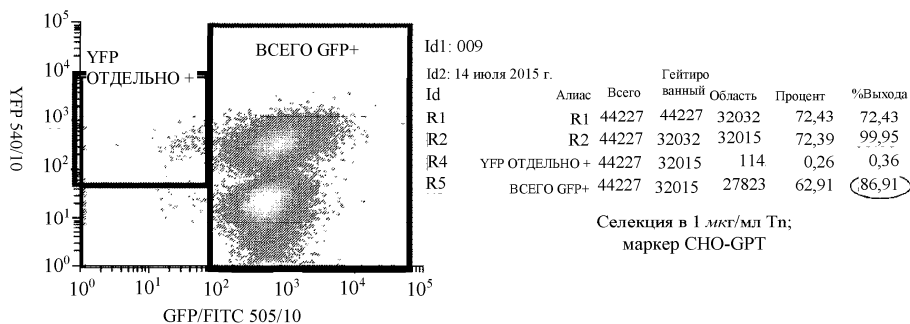 10⁵
10⁴
10³
10²
10¹
10⁰
YFP 540/10
YFP
ОТДЕЛЬНО +
ВСЕГО GFP+
10⁰ 10¹ 10² 10³ 10⁴ 10⁵
GFP/FITC 505/10
Id1: 009
Id2: 14 июля 2015 г.
Id Алиас Всего Гейтиро ванный Область Процент %Выхода
R1 R1 44227 44227 32032 72,43 72,43
R2 R2 44227 32032 32015 72,39 99,95
R4 YFP ОТДЕЛЬНО + 44227 32015 114 0,26 0,36
R5 ВСЕГО GFP+ 44227 32015 27823 62,91 86,91
Селекция в 1 мкг/мл Tn;
маркер CHO-GPT